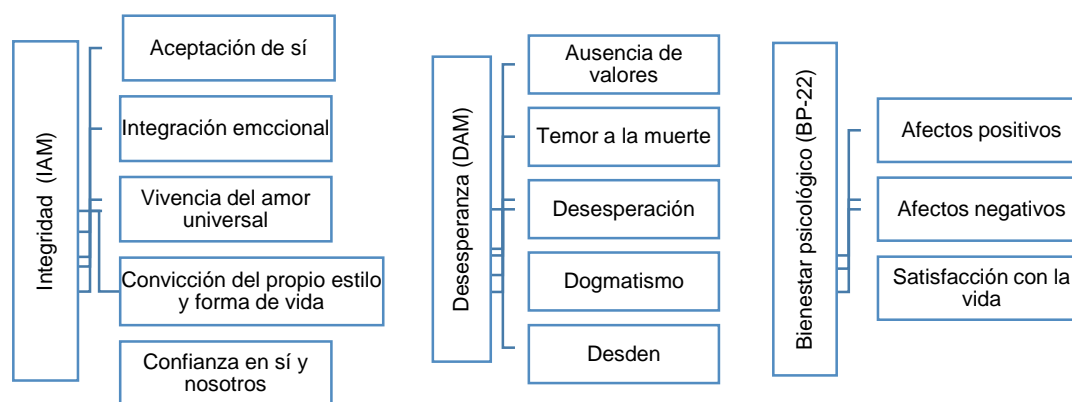 Integridad (IAM)
Aceptación de sí
Integración emccional
Vivencia del amor
universal
Convicción del propio estilo
y forma de vida
Confianza en sí y
nosotros
Desesperanza (DAM)
Ausencia de
valores
Temor a la muerte
Desesperación
Dogmatismo
Desden
Bienestar psicológico (BP-22)
Afectos positivos
Afectos negativos
Satisfacción con la
vida